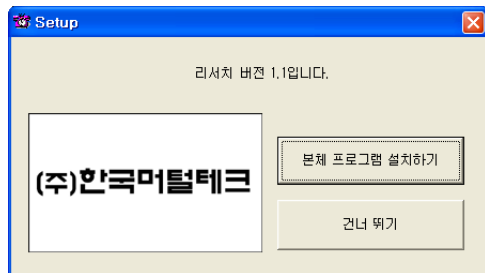 Setup
리서치 버전 1.1입니다.
(주)한국머털테크
본체 프로그램 설치하기
건너 뛰기